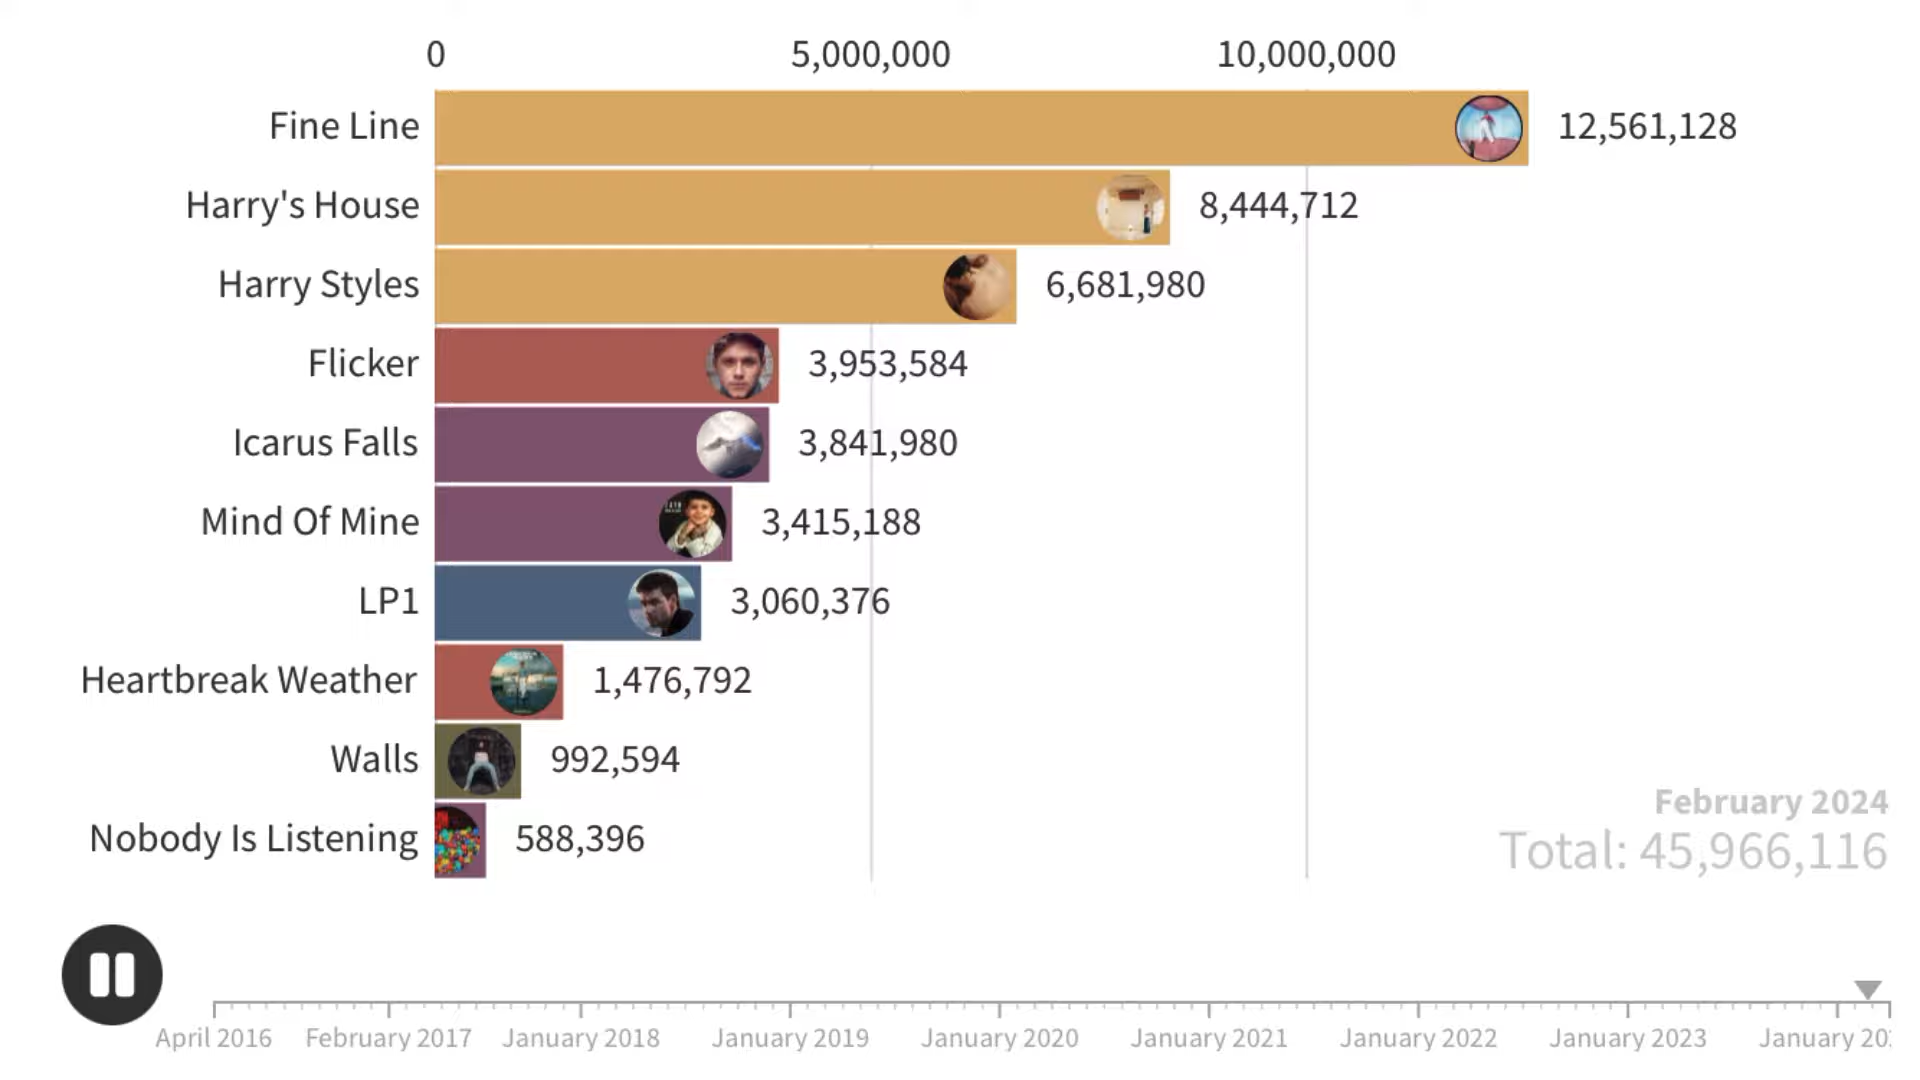 0 5,000,000 10,000,000
Fine Line 12,561,128
Harry's House 8,444,712
Harry Styles 6,681,980
Flicker 3,953,584
Icarus Falls 3,841,980
Mind Of Mine 3,415,188
LP1 3,060,376
Heartbreak Weather 1,476,792
Walls 992,594
Nobody Is Listening 588,396
February 2024
Total: 45,966,116
April 2016 February 2017 January 2018 January 2019 January 2020 January 2021 January 2022 January 2023 January 20